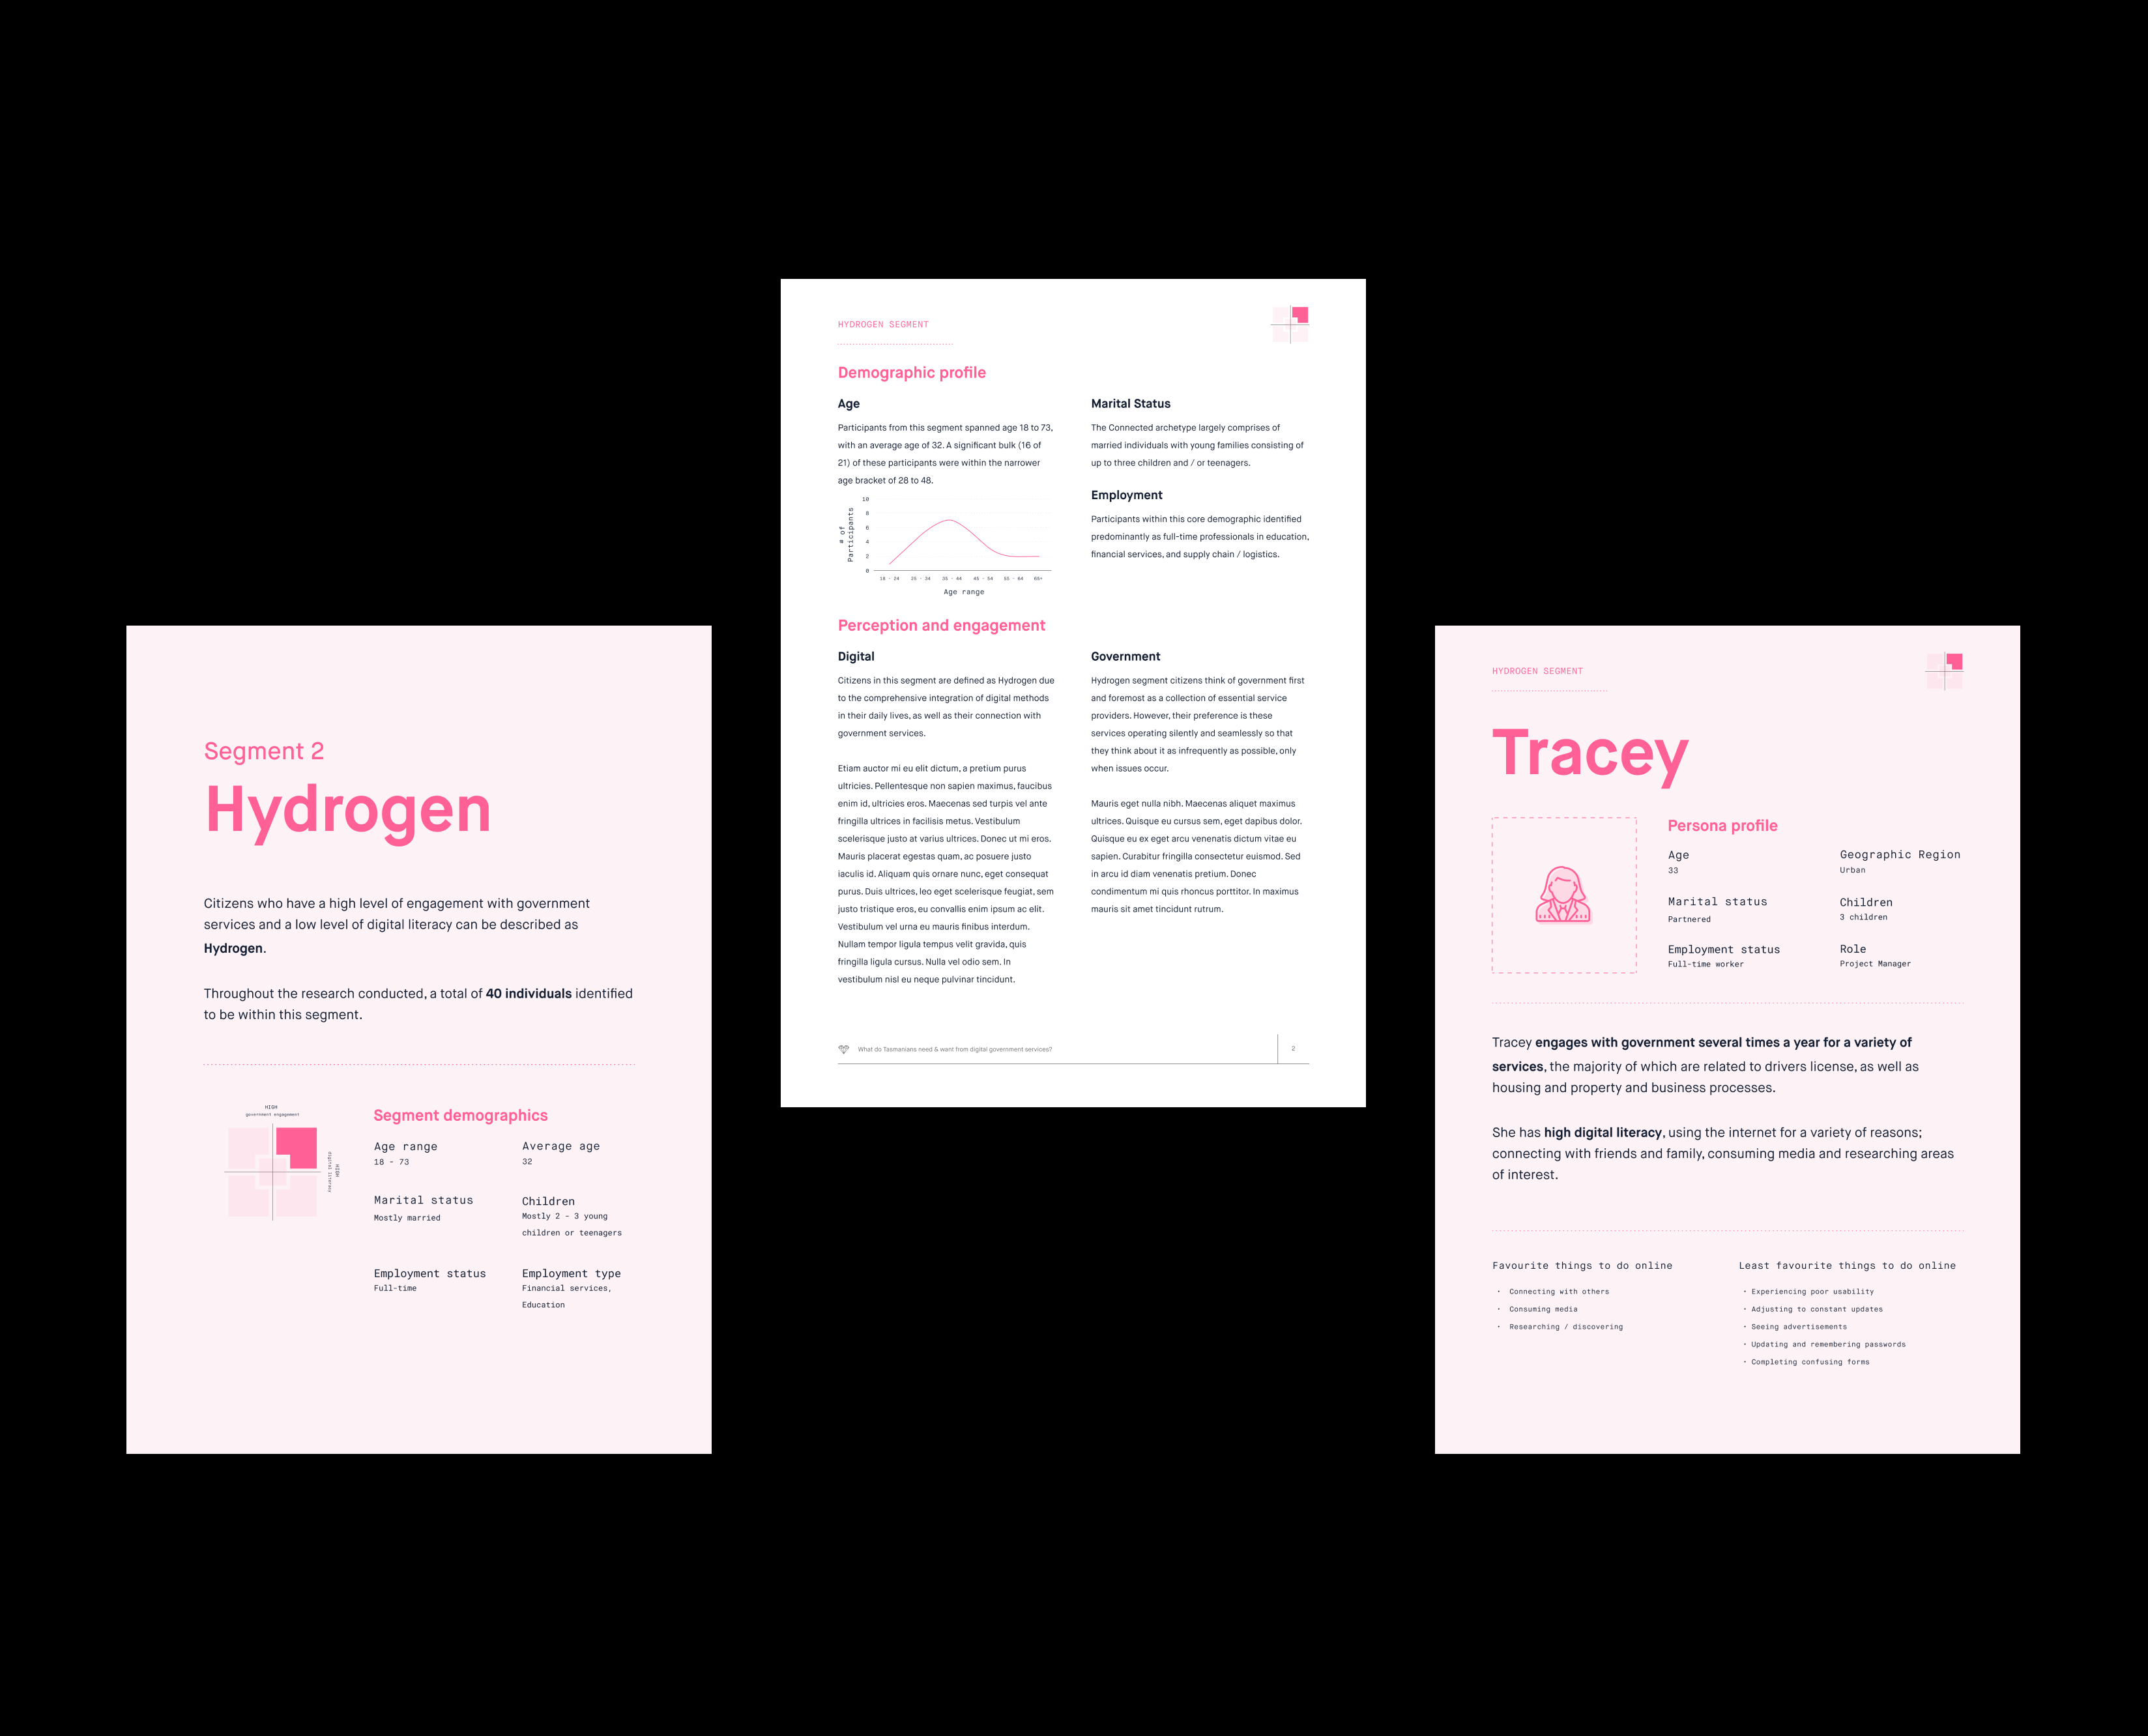 Segment 2
Hydrogen
Citizens who have a high level of engagement with government
services and a low level of digital literacy can be described as
Hydrogen.
Throughout the research conducted, a total of 40 individuals identified
to be within this segment.
HIGH
government engagement
HIGH
digital literacy
Segment demographics
Age range
18 - 73
Average age
32
Marital status
Mostly married
Children
Mostly 2 - 3 young
children or teenagers
Employment status
Full-time
Employment type
Financial services,
Education
HYDROGEN SEGMENT
Demographic profile
Age
Participants from this segment spanned age 18 to 73,
with an average age of 32. A significant bulk (16 of
21) of these participants were within the narrower
age bracket of 28 to 48.
# of
Participants
10
8
6
4
2
0
18 - 24 25 - 34 35 - 44 45 - 54 55 - 64 65+
Age range
Marital Status
The Connected archetype largely comprises of
married individuals with young families consisting of
up to three children and / or teenagers.
Employment
Participants within this core demographic identified
predominantly as full-time professionals in education,
financial services, and supply chain / logistics.
Perception and engagement
Digital
Citizens in this segment are defined as Hydrogen due
to the comprehensive integration of digital methods
in their daily lives, as well as their connection with
government services.
Etiam auctor mi eu elit dictum, a pretium purus
ultricies. Pellentesque non sapien maximus, faucibus
enim id, ultricies eros. Maecenas sed turpis vel ante
fringilla ultrices in facilisis metus. Vestibulum
scelerisque justo at varius ultrices. Donec ut mi eros.
Mauris placerat egestas quam, ac posuere justo
iaculis id. Aliquam quis ornare nunc, eget consequat
purus. Duis ultrices, leo eget scelerisque feugiat, sem
justo tristique eros, eu convallis enim ipsum ac elit.
Vestibulum vel urna eu mauris finibus interdum.
Nullam tempor ligula tempus velit gravida, quis
fringilla ligula cursus. Nulla vel odio sem. In
vestibulum nisl eu neque pulvinar tincidunt.
Government
Hydrogen segment citizens think of government first
and foremost as a collection of essential service
providers. However, their preference is these
services operating silently and seamlessly so that
they think about it as infrequently as possible, only
when issues occur.
Mauris eget nulla nibh. Maecenas aliquet maximus
ultrices. Quisque eu cursus sem, eget dapibus dolor.
Quisque eu ex eget arcu venenatis dictum vitae eu
sapien. Curabitur fringilla consectetur euismod. Sed
in arcu id diam venenatis pretium. Donec
condimentum mi quis rhoncus porttitor. In maximus
mauris sit amet tincidunt rutrum.
What do Tasmanians need & want from digital government services?
2
HYDROGEN SEGMENT
Tracey
Persona profile
Age
33
Geographic Region
Urban
Marital status
Partnered
Children
3 children
Employment status
Full-time worker
Role
Project Manager
Tracey engages with government several times a year for a variety of
services, the majority of which are related to drivers license, as well as
housing and property and business processes.
She has high digital literacy, using the internet for a variety of reasons;
connecting with friends and family, consuming media and researching areas
of interest.
Favourite things to do online
• Connecting with others
• Consuming media
• Researching / discovering
Least favourite things to do online
• Experiencing poor usability
• Adjusting to constant updates
• Seeing advertisements
• Updating and remembering passwords
• Completing confusing forms